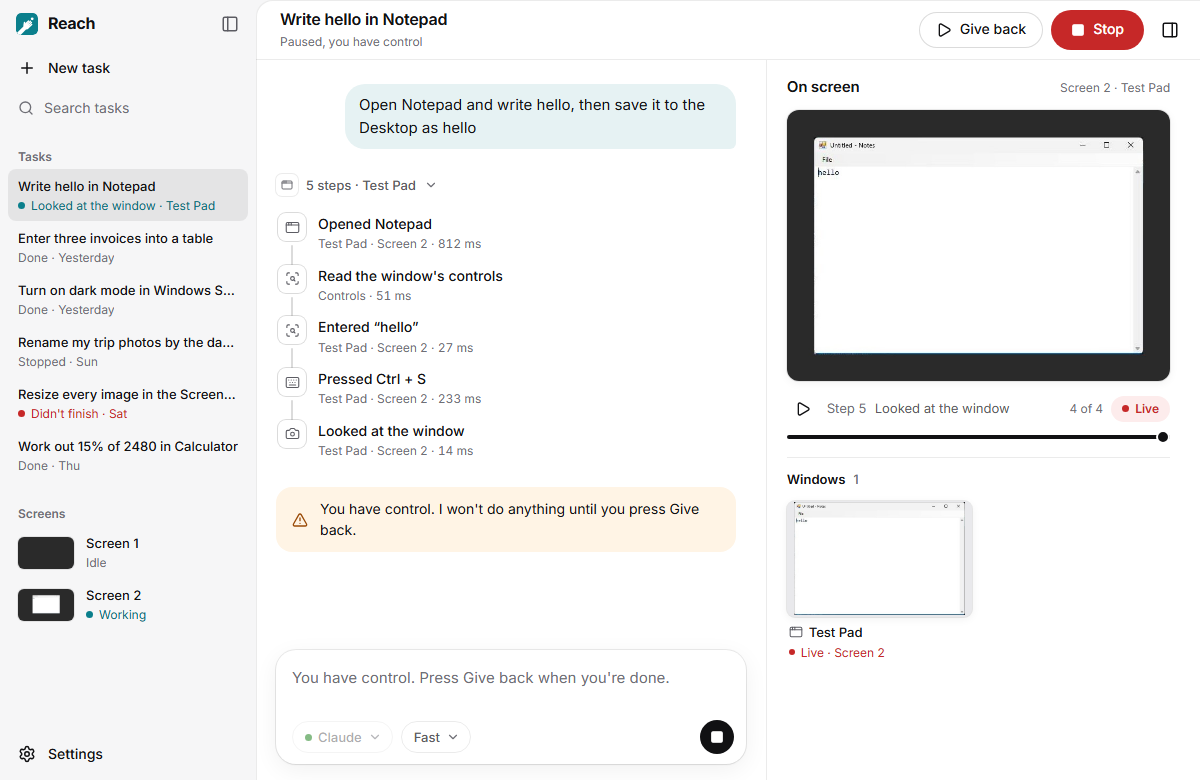 Reach
New task
Search tasks
Tasks
Write hello in Notepad
Looked at the window · Test Pad
Enter three invoices into a table
Done · Yesterday
Turn on dark mode in Windows S...
Done · Yesterday
Rename my trip photos by the da...
Stopped · Sun
Resize every image in the Screen...
Didn't finish · Sat
Work out 15% of 2480 in Calculator
Done · Thu
Screens
Screen 1
Idle
Screen 2
Working
Settings
Write hello in Notepad
Paused, you have control
Give back
Stop
Open Notepad and write hello, then save it to the
Desktop as hello
5 steps · Test Pad
Opened Notepad
Test Pad · Screen 2 · 812 ms
Read the window's controls
Controls · 51 ms
Entered “hello”
Test Pad · Screen 2 · 27 ms
Pressed Ctrl + S
Test Pad · Screen 2 · 233 ms
Looked at the window
Test Pad · Screen 2 · 14 ms
You have control. I won't do anything until you press Give
back.
You have control. Press Give back when you're done.
Claude
Fast
On screen
Screen 2 · Test Pad
Untitled - Notes
File
hello
Step 5 Looked at the window
4 of 4
Live
Windows 1
Untitled - Notes
File
hello
Test Pad
Live · Screen 2